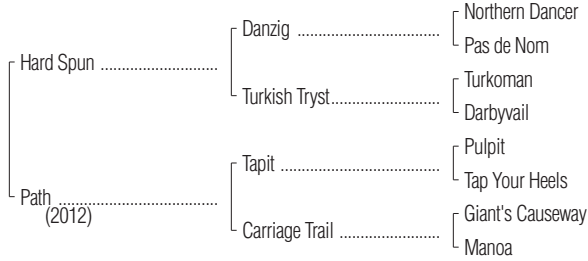 Northern Dancer
Danzig ................................
Pas de Nom
Hard Spun ..........................
Turkoman
Turkish Tryst.........................
Darbyvail
Pulpit
Tapit ....................................
Tap Your Heels
Path ....................................
(2012)
Giant's Causeway
Carriage Trail .......................
Manoa